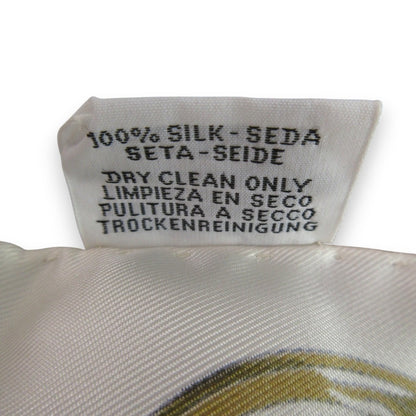 100% SILK-SEDA
SETA-SEIDE
DRY CLEAN ONLY
LIMPIEZA EN SECO
PULITURA A SECCO
TROCKENREINIGUNG